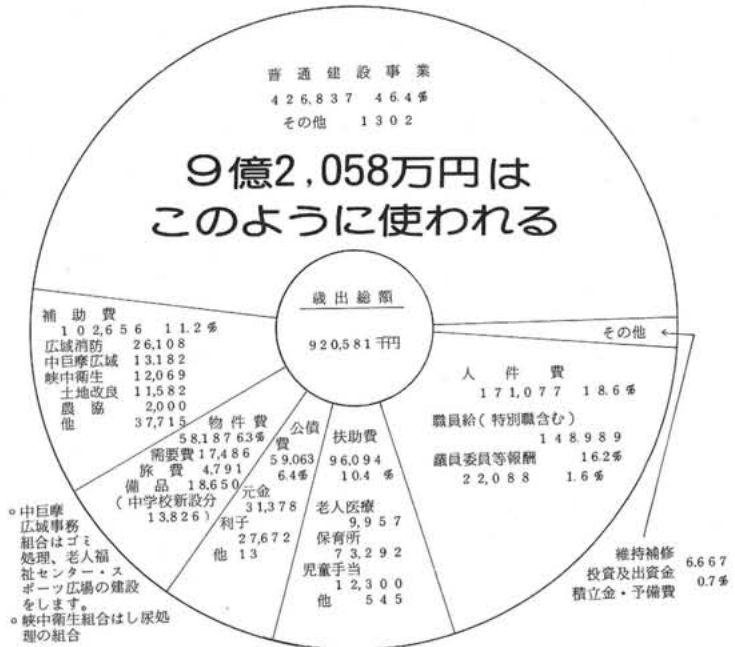 普通建設事業
426,837 46.4%
その他 1302
9億2,058万円は
このように使われる
歳出総額
920,581千円
その他
人件費
171,077 18.6%
職員給(特別職含む)
148,989
16.2%
議員委員等報酬
22,088 1.6%
維持補修
投資及出資金
積立金・予備費
6,667
0.7%
扶助費
96,094
10.4%
老人医療
9,957
保育所
73,292
児童手当
12,300
他 545
公債費
59,063
6.4%
元金
31,378
利子
27,672
他 13
物件費
58,187 6.3%
需要費 17,486
旅費 4,791
備品 18,650
(中学校新設分
13,826)
補助費
102,656 11.2%
広域消防 26,108
中巨摩広域 13,182
峡中衛生 12,069
土地改良 11,582
農協 2,000
他 37,715
○中巨摩
広域事務
組合はゴミ
処理、老人福
祉センター・ス
ポーツ広場の建設
をします。
○峡中衛生組合はし尿処
理の組合